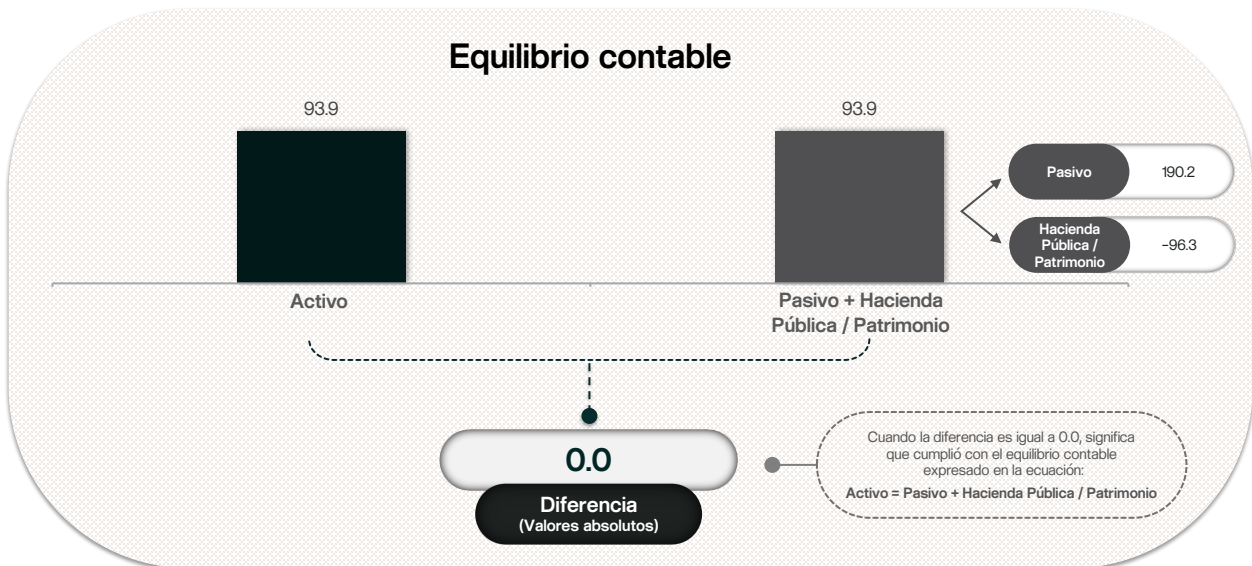 Equilibrio contable
93.9
93.9
Pasivo
190.2
Hacienda
Pública /
Patrimonio
-96.3
Activo
Pasivo + Hacienda
Pública / Patrimonio
0.0
Diferencia
(Valores absolutos)
Cuando la diferencia es igual a 0.0, significa
que cumplió con el equilibrio contable
expresado en la ecuación:
Activo = Pasivo + Hacienda Pública / Patrimonio